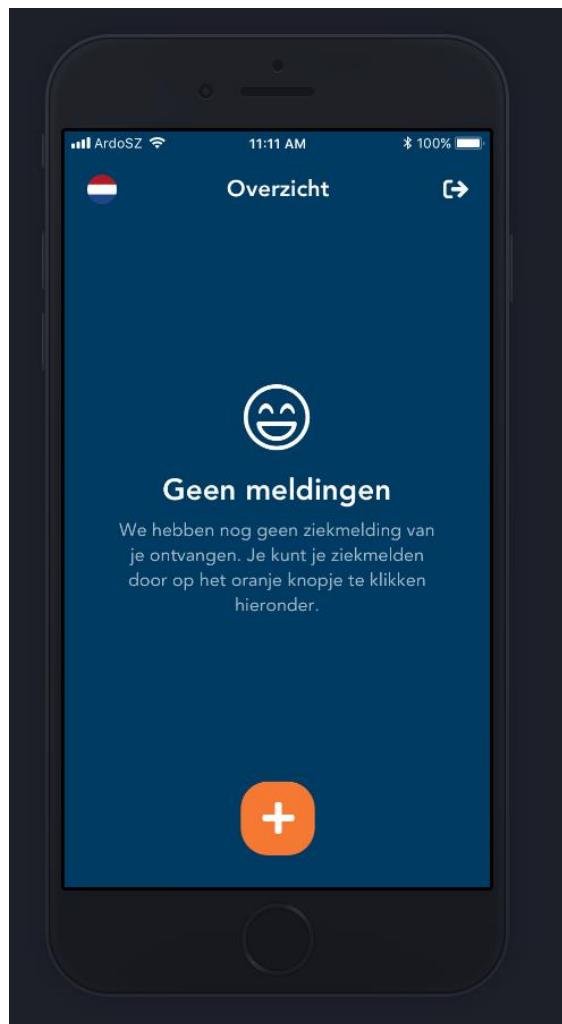 ArdoSZ 11:11 AM 100%
Overzicht
Geen meldingen
We hebben nog geen ziekmelding van
je ontvangen. Je kunt je ziekmelden
door op het oranje knopje te klikken
hieronder.